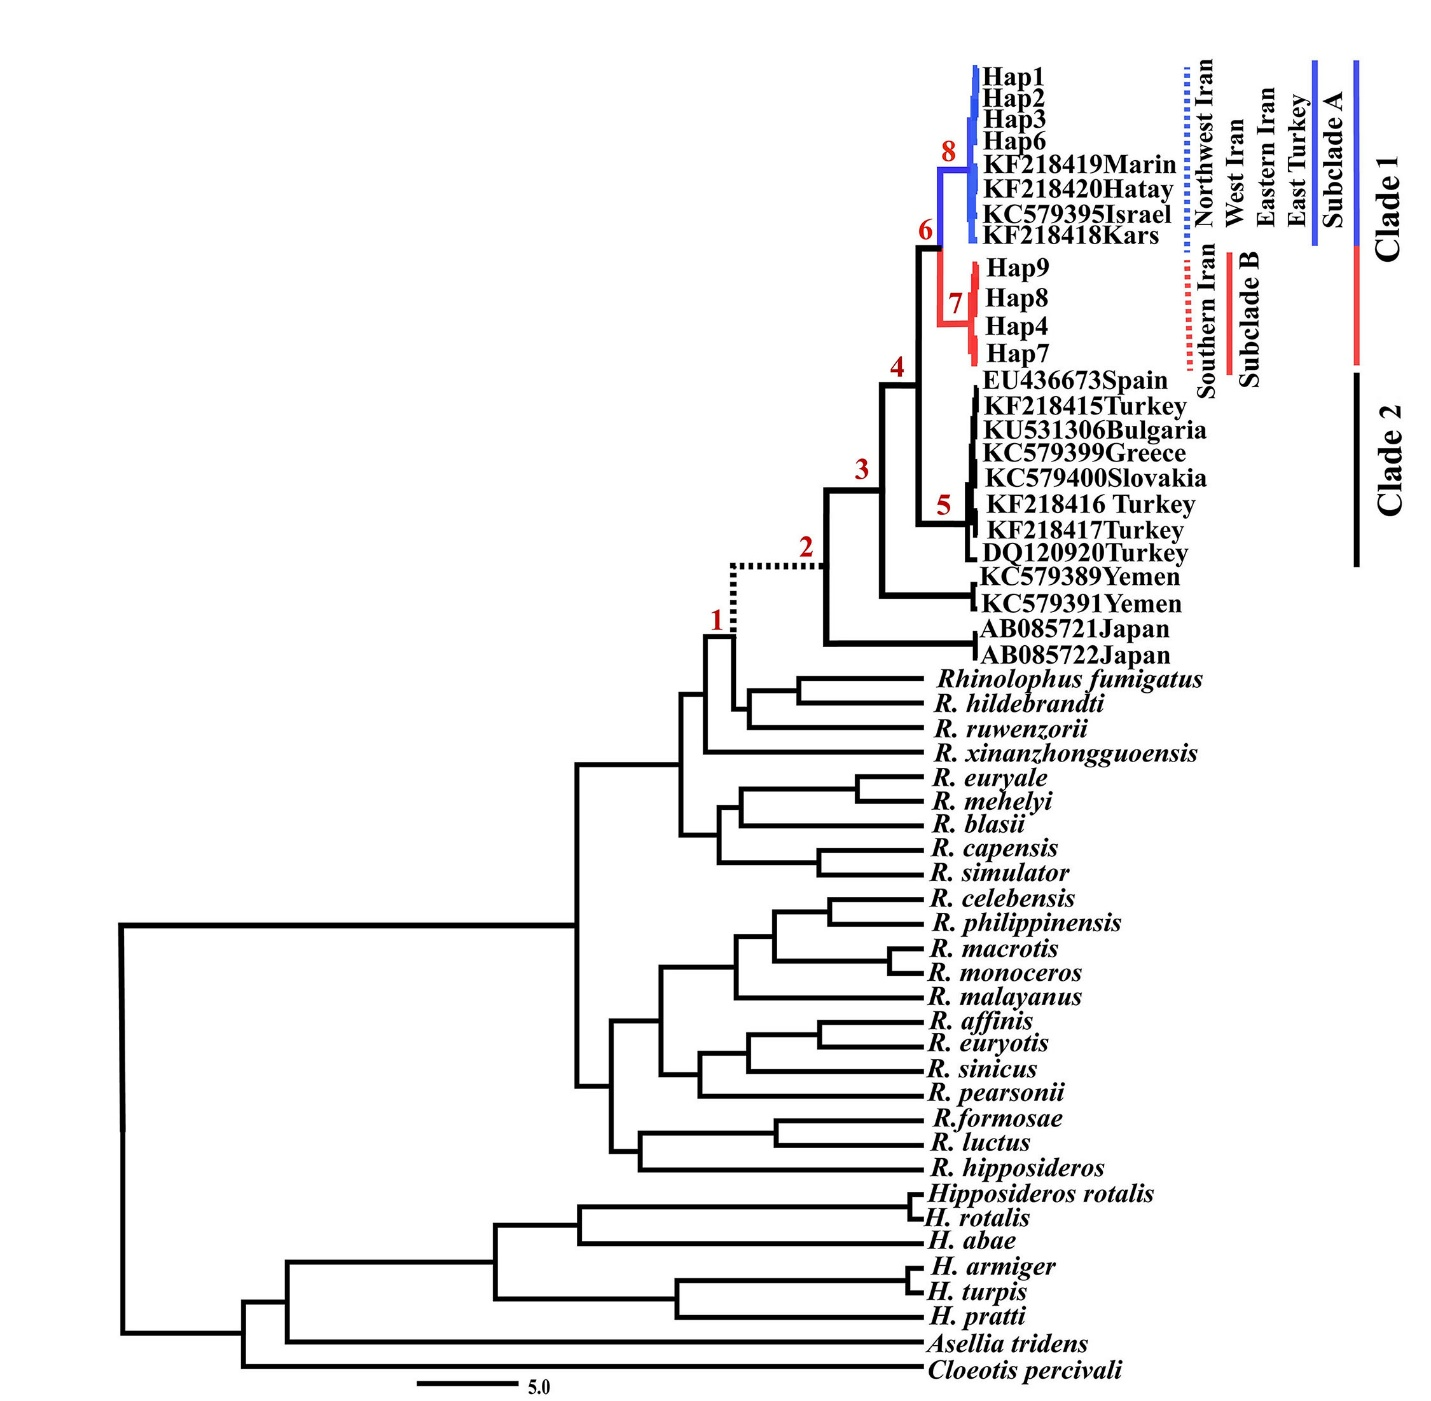 Hap1
Hap2
Hap3
Hap6
KF218419Marin
KF218420Hatay
KC579395Israel
KF218418Kars
Hap9
Hap8
Hap4
Hap7
EU436673Spain
KF218415Turkey
KU531306Bulgaria
KC579399Greece
KC579400Slovakia
KF218416 Turkey
KF218417Turkey
DQ120920Turkey
KC579389Yemen
KC579391Yemen
AB085721Japan
AB085722Japan
Rhinolophus fumigatus
R. hildebrandti
R. ruwenzorii
R. xinanzhongguoensis
R. euryale
R. mehelyi
R. blasii
R. capensis
R. simulator
R. celebensis
R. philippinensis
R. macrotis
R. monoceros
R. malayanus
R. affinis
R. euryotis
R. sinicus
R. pearsonii
R.formosae
R. luctus
R. hipposideros
Hipposideros rotalis
H. rotalis
H. abae
H. armiger
H. turpis
H. pratti
Asellia tridens
Cloeotis percivali
8
6
7
4
3
5
2
1
Northwest Iran
West Iran
Eastern Iran
East Turkey
Subclade A
Clade 1
Southern Iran
Subclade B
Clade 2
5.0